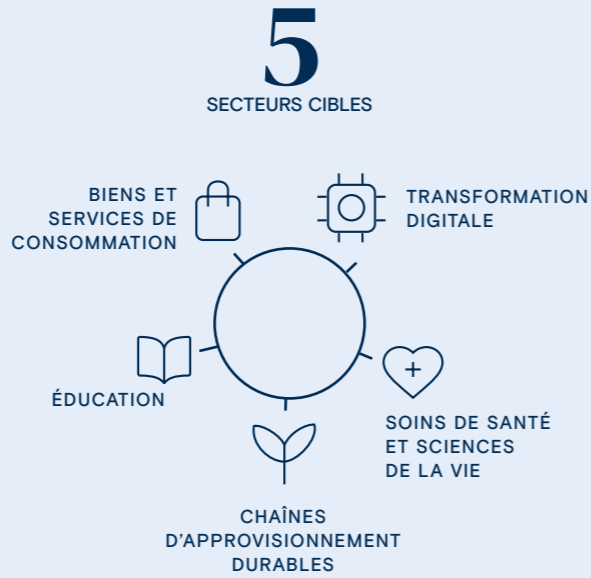 5
SECTEURS CIBLES
BIENS ET
SERVICES DE
CONSOMMATION
TRANSFORMATION
DIGITALE
ÉDUCATION
SOINS DE SANTÉ
ET SCIENCES
DE LA VIE
CHAÎNES
D'APPROVISIONNEMENT
DURABLES